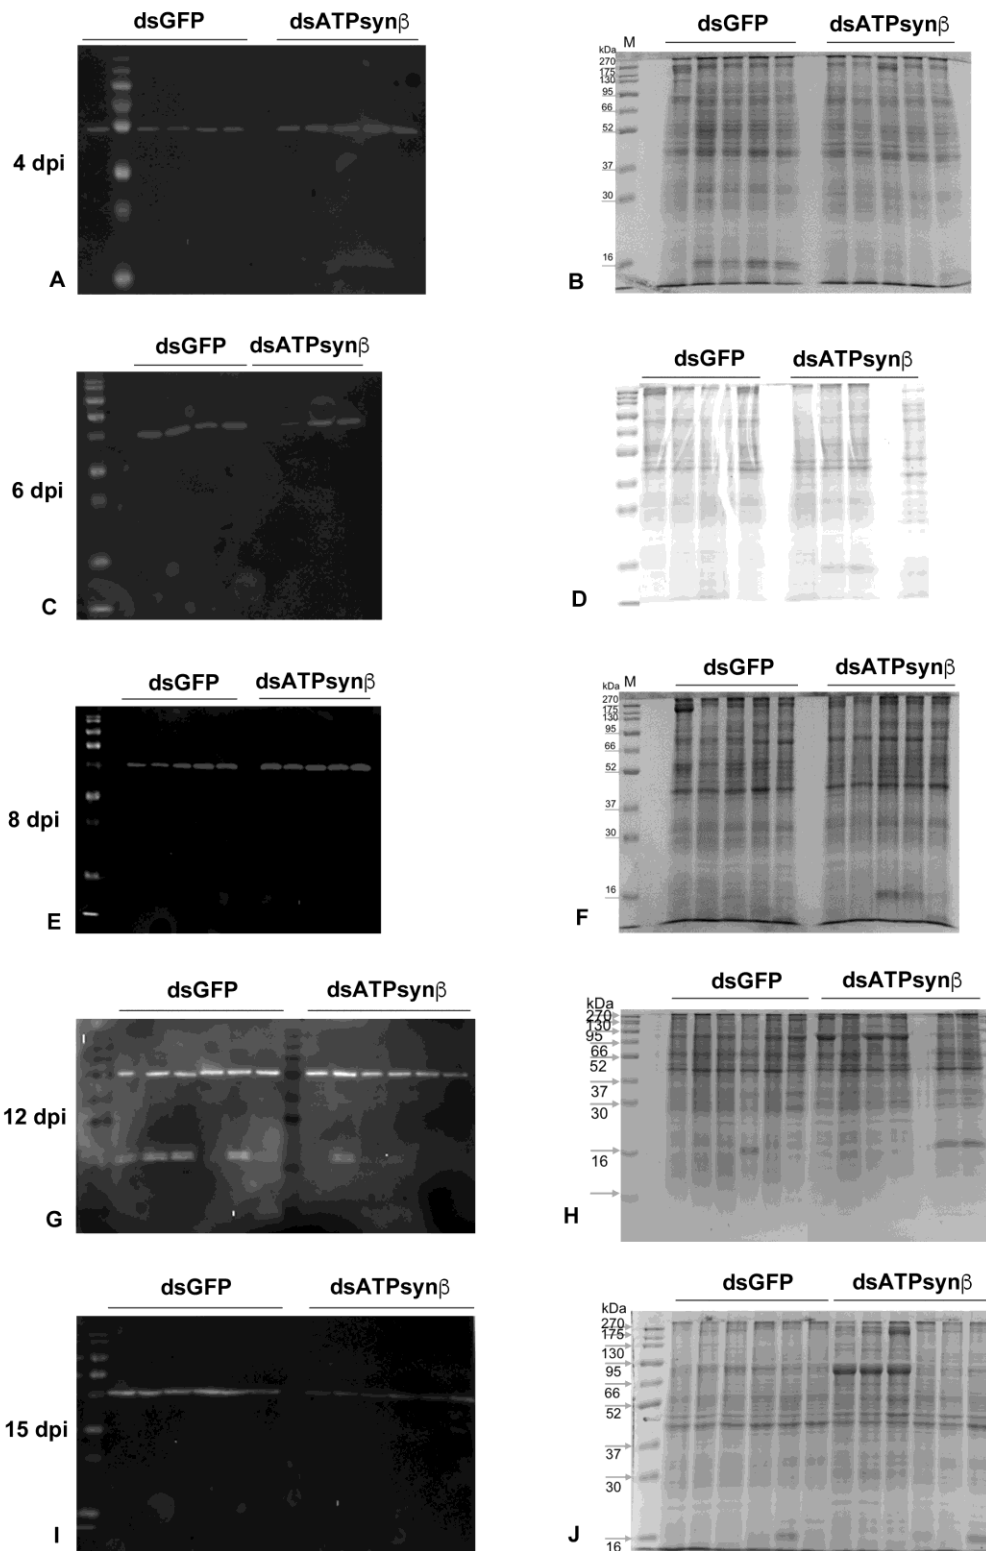 dsGFP dsATPsynβ dsGFP dsATPsynβ
kDa M
270
175
130
95
66
52
37
30
16
4 dpi
A B
dsGFP dsATPsynβ dsGFP dsATPsynβ
6 dpi
C D
dsGFP dsATPsynβ dsGFP dsATPsynβ
kDa M
270
175
130
95
66
52
37
30
16
8 dpi
E F
dsGFP dsATPsynβ dsGFP dsATPsynβ
kDa
270
130
95
66
52
37
30
16
12 dpi
G H
dsGFP dsATPsynβ dsGFP dsATPsynβ
kDa
270
175
130
95
66
52
37
30
16
15 dpi
I J